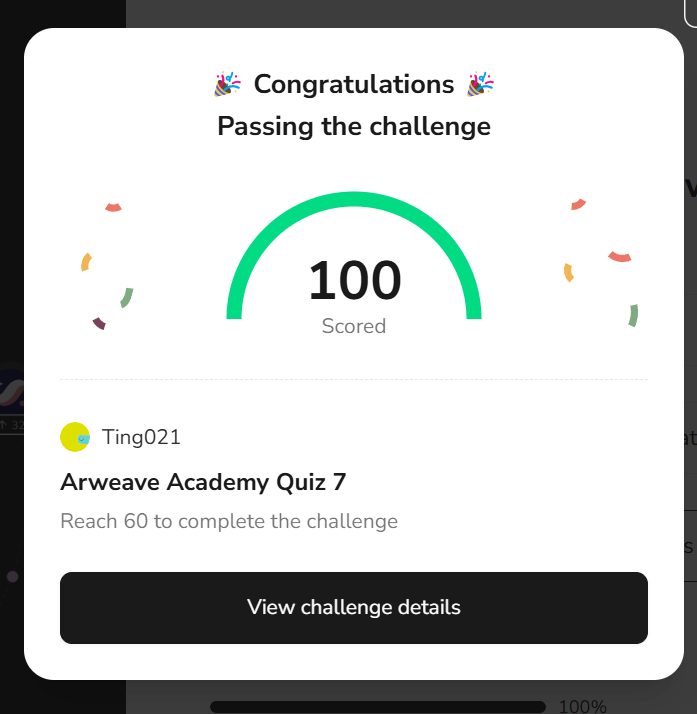 Congratulations
Passing the challenge
100
Scored
Ting021
Arweave Academy Quiz 7
Reach 60 to complete the challenge
View challenge details
100%